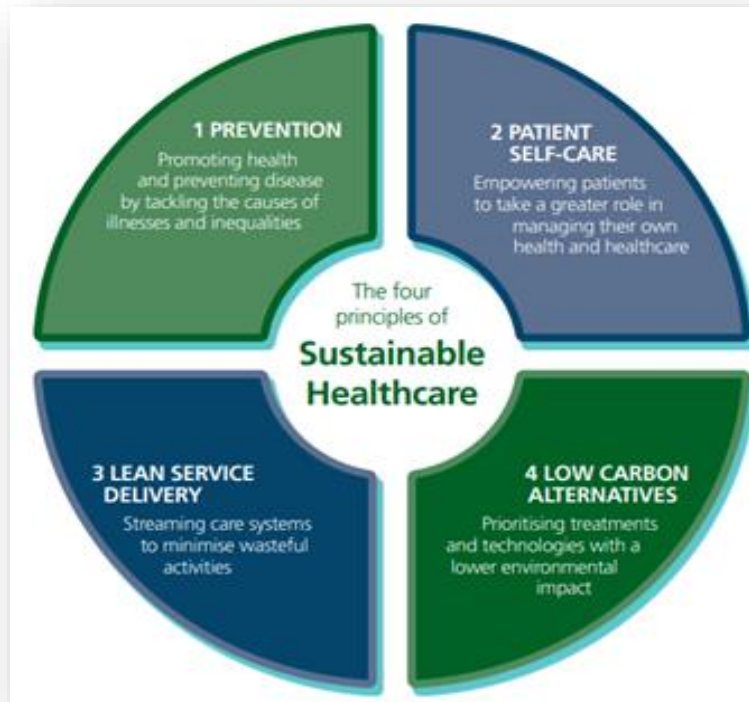 1 PREVENTION
Promoting health
and preventing disease
by tackling the causes of
illnesses and inequalities
2 PATIENT
SELF-CARE
Empowering patients
to take a greater role in
managing their own
health and healthcare
The four
principles of
Sustainable
Healthcare
3 LEAN SERVICE
DELIVERY
Streaming care systems
to minimise wasteful
activities
4 LOW CARBON
ALTERNATIVES
Prioritising treatments
and technologies with a
lower environmental
impact